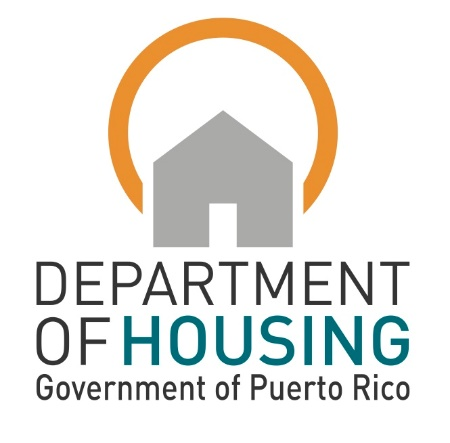 DEPARTMENT
OF HOUSING
Government of Puerto Rico